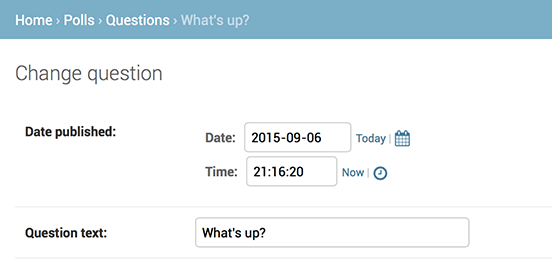 Home › Polls › Questions › What's up?
Change question
Date published:
Date: 2015-09-06 Today |
Time: 21:16:20 Now |
Question text: What's up?